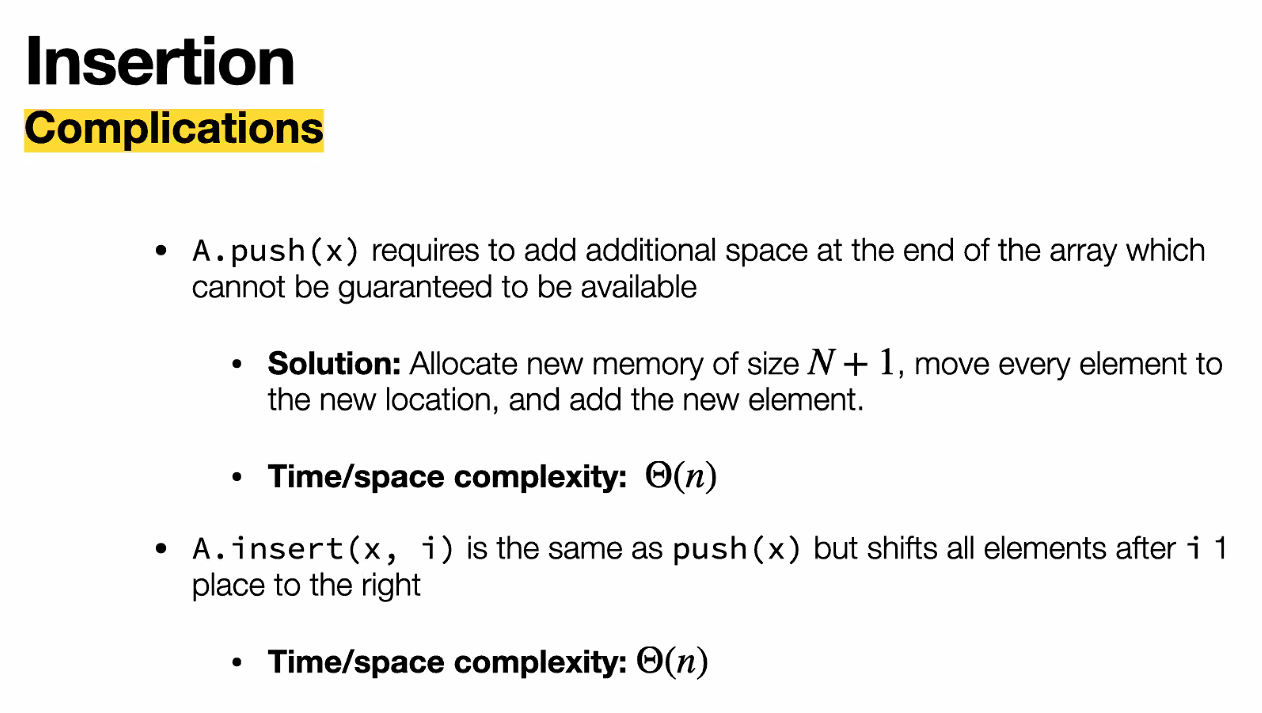 Insertion
Complications
• A.push(x) requires to add additional space at the end of the array which
cannot be guaranteed to be available
• Solution: Allocate new memory of size N + 1, move every element to
the new location, and add the new element.
• Time/space complexity: Θ(n)
• A.insert(x, i) is the same as push(x) but shifts all elements after i 1
place to the right
• Time/space complexity: Θ(n)